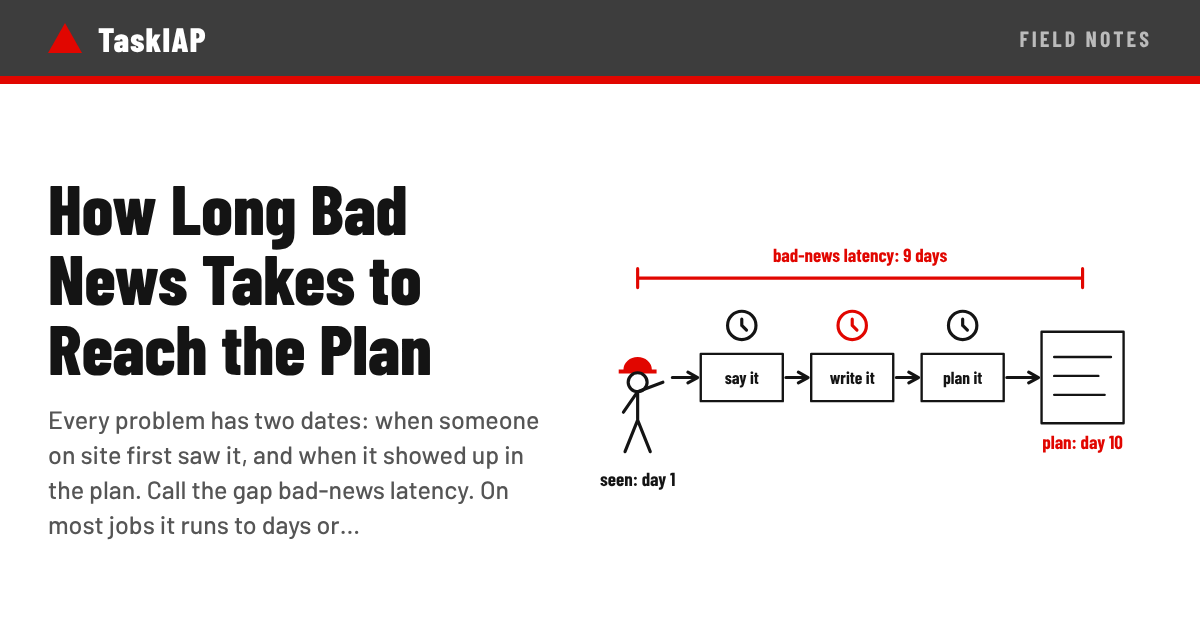 TaskIAP
FIELD NOTES
How Long Bad
News Takes to
Reach the Plan
Every problem has two dates: when someone
on site first saw it, and when it showed up in
the plan. Call the gap bad-news latency. On
most jobs it runs to days or...
bad-news latency: 9 days
say it
write it
plan it
plan: day 10
seen: day 1